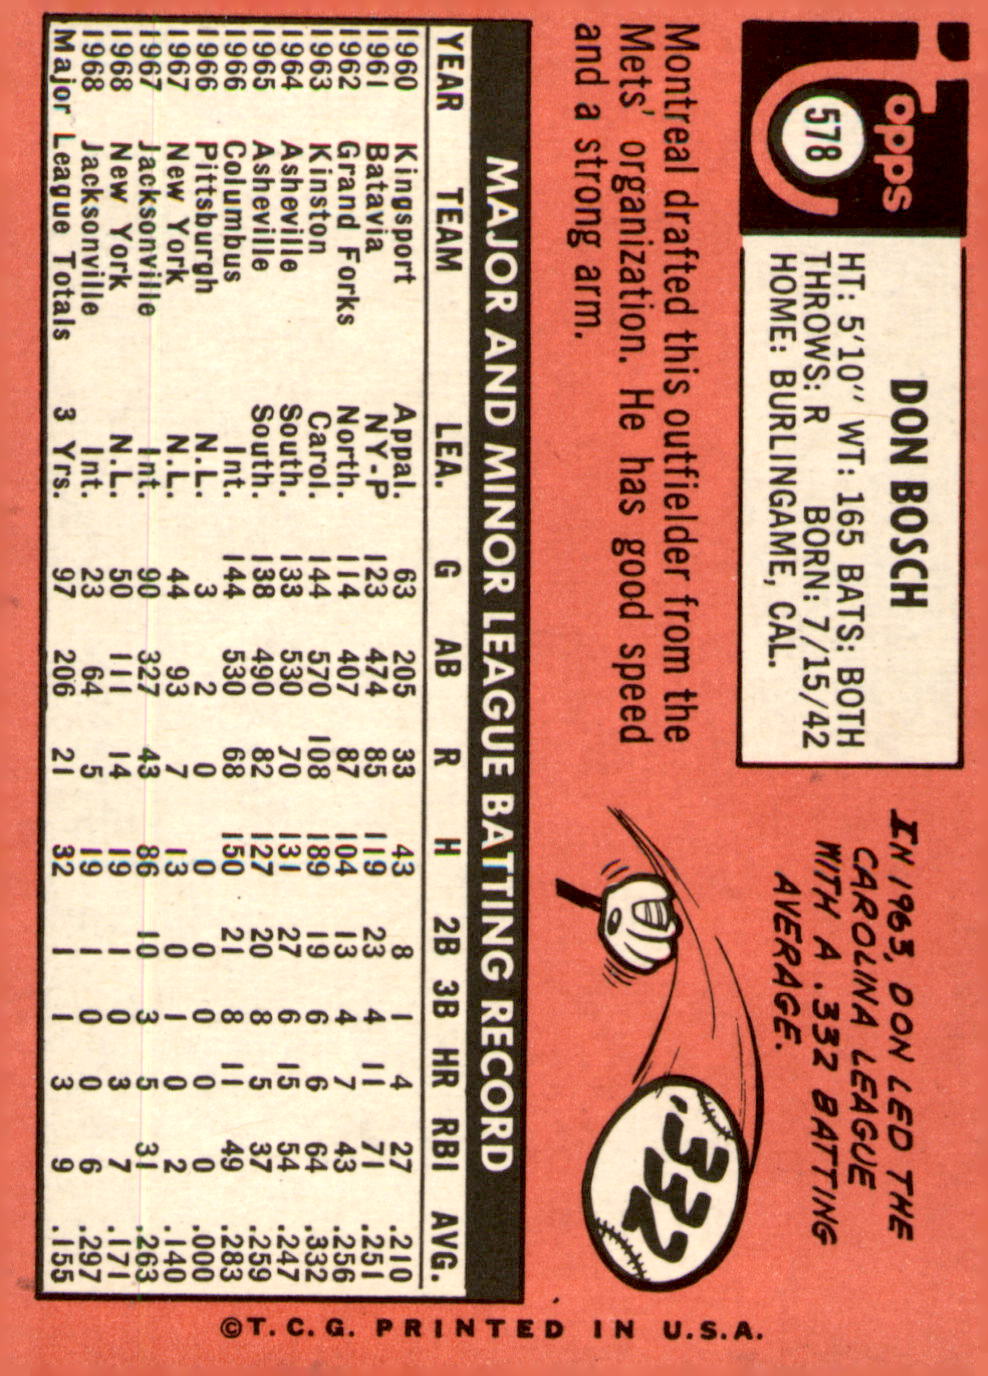 Topps
578
DON BOSCH
HT: 5'10" WT: 165 BATS: BOTH
THROWS: R BORN: 7/15/42
HOME: BURLINGAME, CAL.
Montreal drafted this outfielder from the
Mets' organization. He has good speed
and a strong arm.
IN 1963, DON LED THE
CAROLINA LEAGUE
WITH A .332 BATTING
AVERAGE.
.332
MAJOR AND MINOR LEAGUE BATTING RECORD
YEAR TEAM LEA. G AB R H 2B 3B HR RBI AVG.
1960 Kingsport Appal. 63 205 33 43 8 1 4 27 .210
1961 Batavia NY-P 123 474 85 119 23 4 11 71 .251
1962 Grand Forks North. 114 407 87 104 13 4 7 43 .256
1963 Kinston Carol. 144 570 108 189 19 6 6 64 .332
1964 Asheville South. 133 530 70 131 27 6 15 54 .247
1965 Asheville South. 138 490 82 127 20 8 5 37 .259
1966 Columbus Int. 144 530 68 150 21 8 11 49 .283
1966 Pittsburgh N.L. 3 2 0 0 0 0 0 0 .000
1967 New York N.L. 44 93 7 13 0 1 0 2 .140
1967 Jacksonville Int. 90 327 43 86 10 3 5 31 .263
1968 New York N.L. 50 111 14 19 1 0 3 7 .171
1968 Jacksonville Int. 23 64 5 19 1 0 0 6 .297
Major League Totals 3 Yrs. 97 206 21 32 1 1 3 9 .155
©T.C.G. PRINTED IN U.S.A.